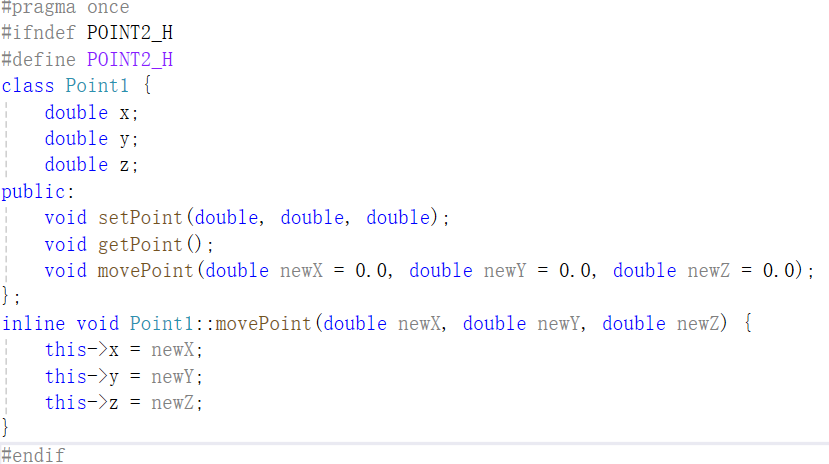 #pragma once
#ifndef POINT2_H
#define POINT2_H
class Point1 {
    double x;
    double y;
    double z;
public:
    void setPoint(double, double, double);
    void getPoint();
    void movePoint(double newX = 0.0, double newY = 0.0, double newZ = 0.0);
};
inline void Point1::movePoint(double newX, double newY, double newZ) {
    this->x = newX;
    this->y = newY;
    this->z = newZ;
}
#endif